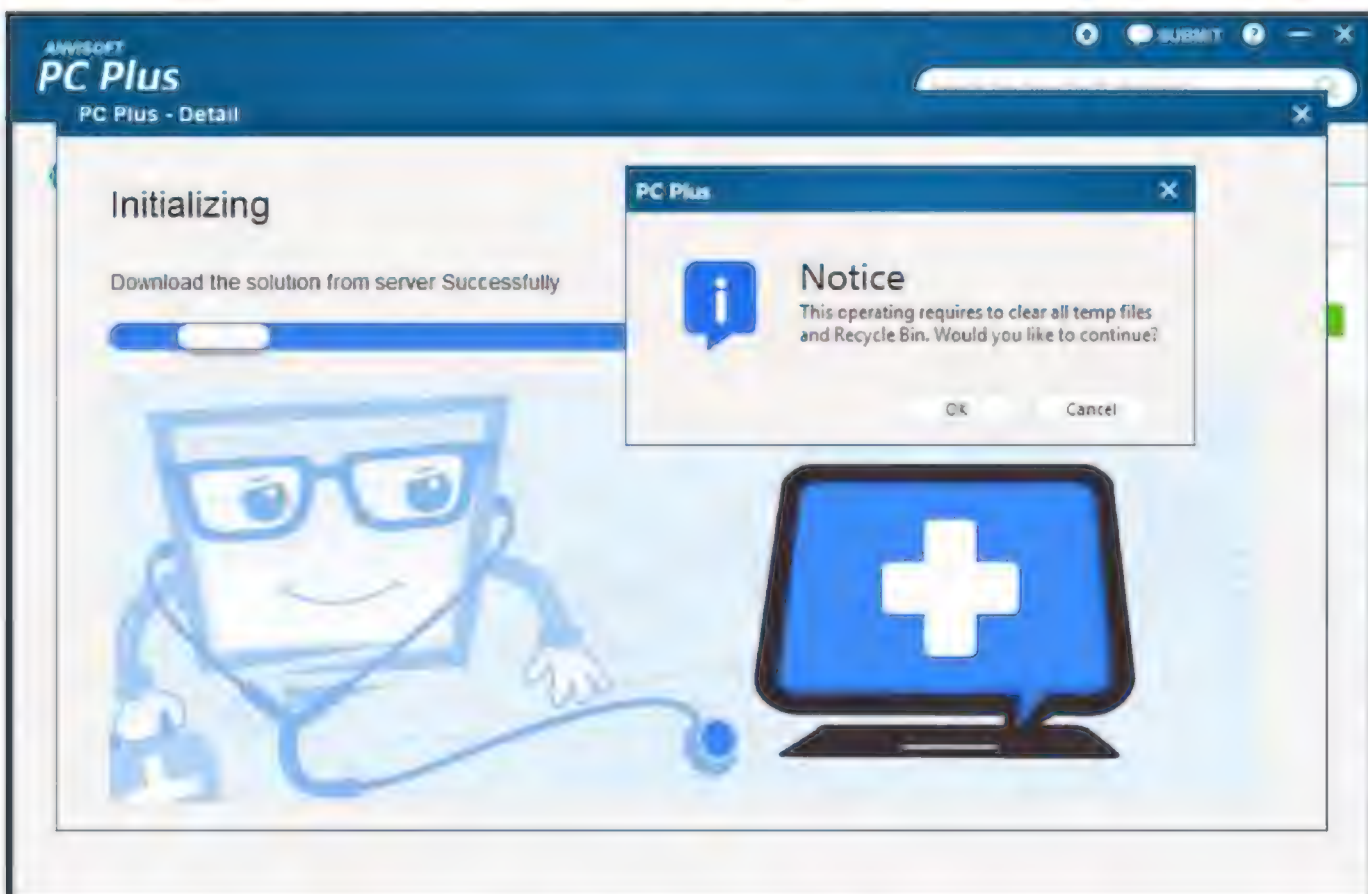 ANVISOFT
PC Plus
SUBMIT
PC Plus - Detail
Initializing
Download the solution from server Successfully
PC Plus
Notice
This operating requires to clear all temp files
and Recycle Bin. Would you like to continue?
OK
Cancel